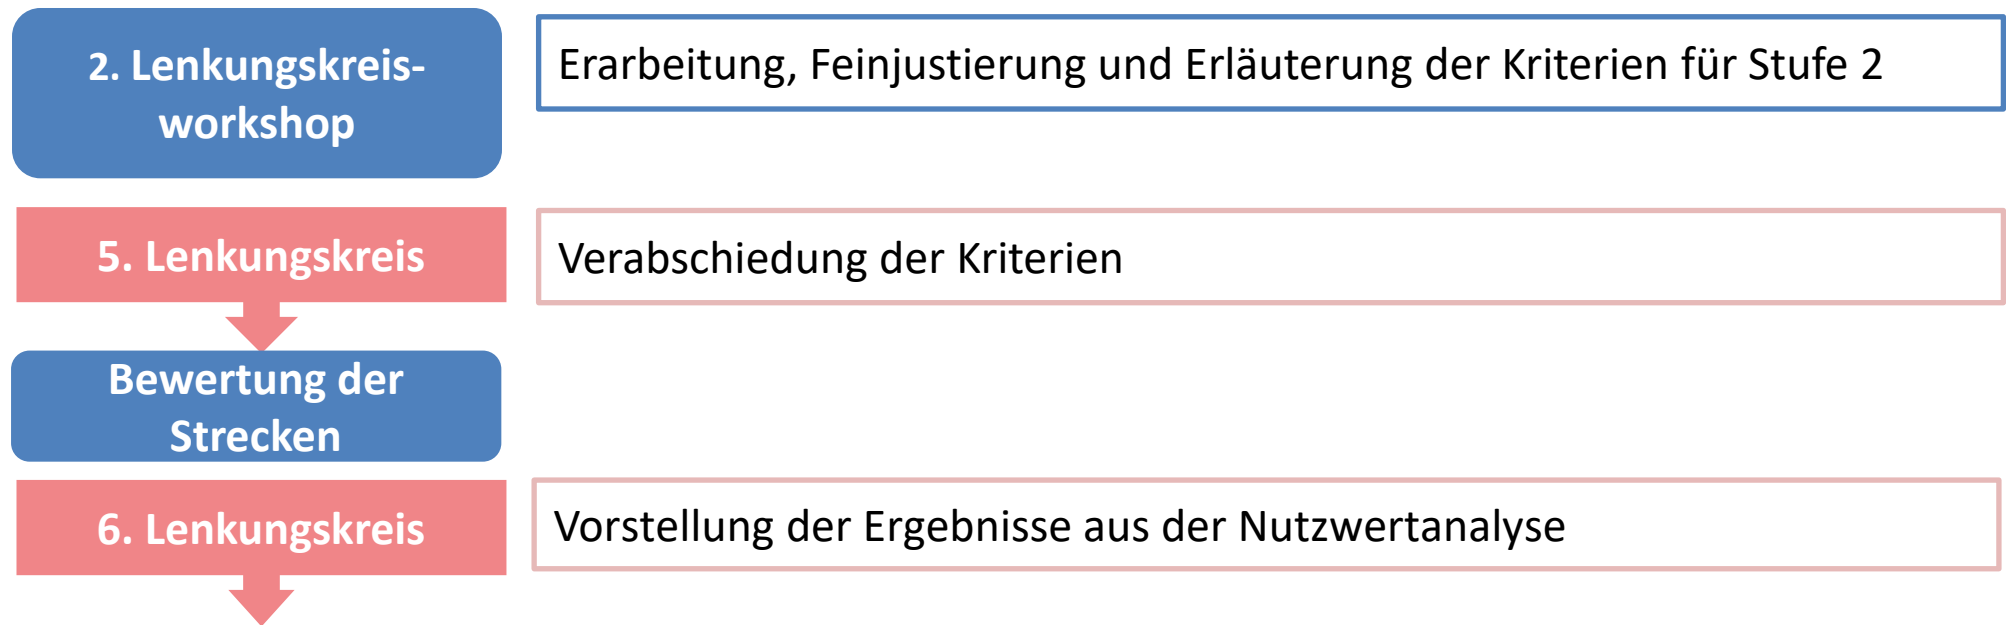 2. Lenkungskreis-
workshop
Erarbeitung, Feinjustierung und Erläuterung der Kriterien für Stufe 2
5. Lenkungskreis
Verabschiedung der Kriterien
Bewertung der
Strecken
6. Lenkungskreis
Vorstellung der Ergebnisse aus der Nutzwertanalyse